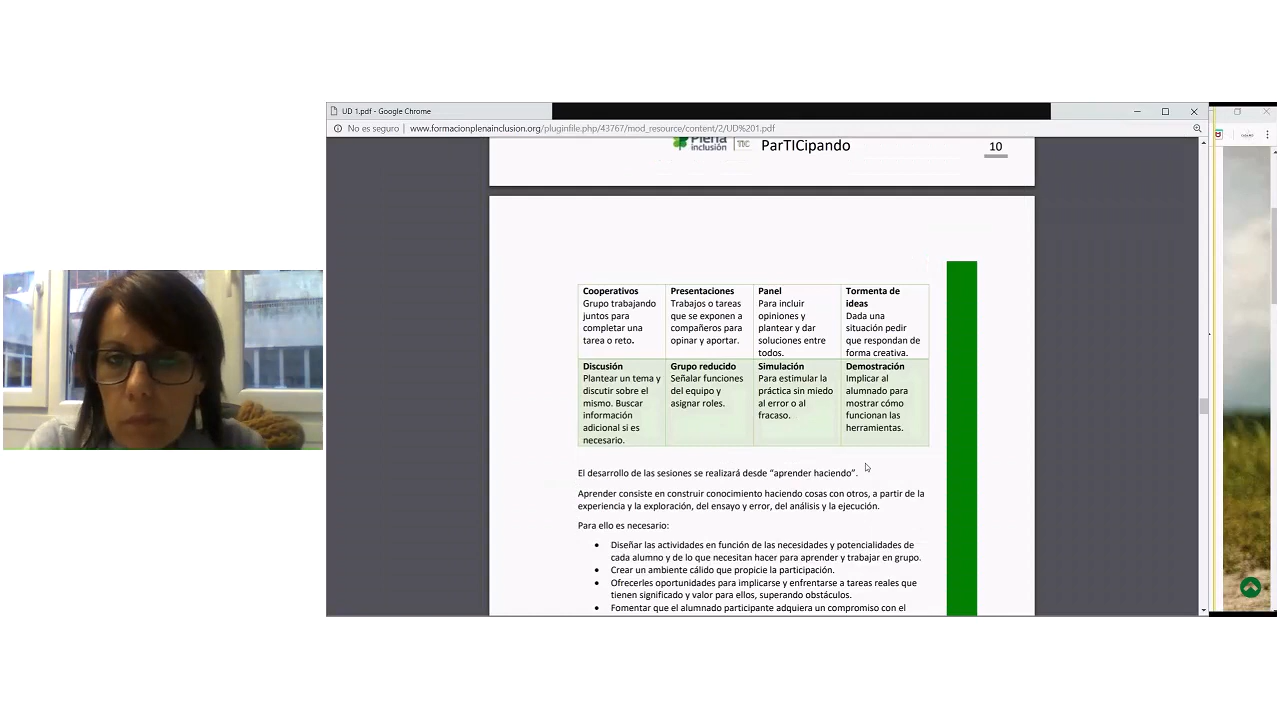 UD 1.pdf - Google Chrome
No es seguro | www.formacionplenainclusion.org/pluginfile.php/43767/mod_resource/content/2/UD%201.pdf
Plena
inclusión
TIC
ParTICipando
10
Cooperativos
Grupo trabajando
juntos para
completar una
tarea o reto.
Presentaciones
Trabajos o tareas
que se exponen a
compañeros para
opinar y aportar.
Panel
Para incluir
opiniones y
plantear y dar
soluciones entre
todos.
Tormenta de
ideas
Dada una
situación pedir
que respondan de
forma creativa.
Discusión
Plantear un tema y
discutir sobre el
mismo. Buscar
información
adicional si es
necesario.
Grupo reducido
Señalar funciones
del equipo y
asignar roles.
Simulación
Para estimular la
práctica sin miedo
al error o al
fracaso.
Demostración
Implicar al
alumnado para
mostrar cómo
funcionan las
herramientas.
El desarrollo de las sesiones se realizará desde “aprender haciendo”.
Aprender consiste en construir conocimiento haciendo cosas con otros, a partir de la
experiencia y la exploración, del ensayo y error, del análisis y la ejecución.
Para ello es necesario:
• Diseñar las actividades en función de las necesidades y potencialidades de
cada alumno y de lo que necesitan hacer para aprender y trabajar en grupo.
• Crear un ambiente cálido que propicie la participación.
• Ofrecerles oportunidades para implicarse y enfrentarse a tareas reales que
tienen significado y valor para ellos, superando obstáculos.
• Fomentar que el alumnado participante adquiera un compromiso con el